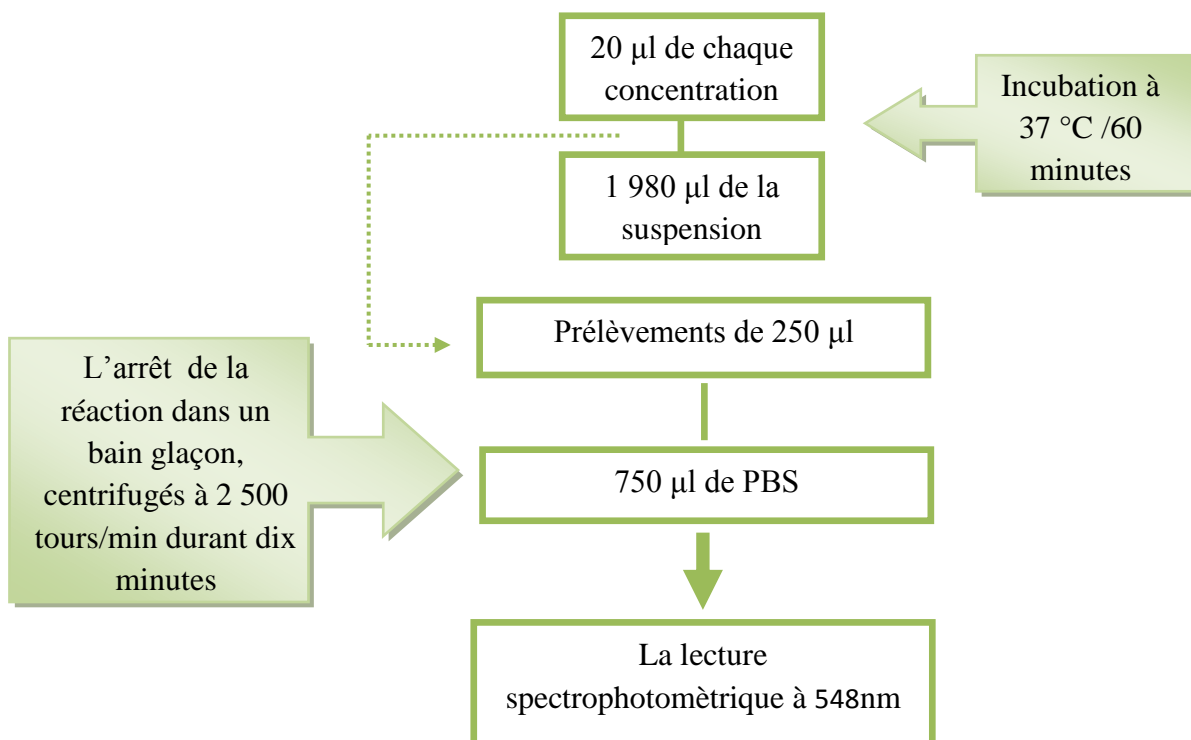 20 µl de chaque
concentration
Incubation à
37 °C /60
minutes
1 980 µl de la
suspension
Prélèvements de 250 µl
L’arrêt de la
réaction dans un
bain glaçon,
centrifugés à 2 500
tours/min durant dix
minutes
750 µl de PBS
La lecture
spectrophotomètrique à 548nm